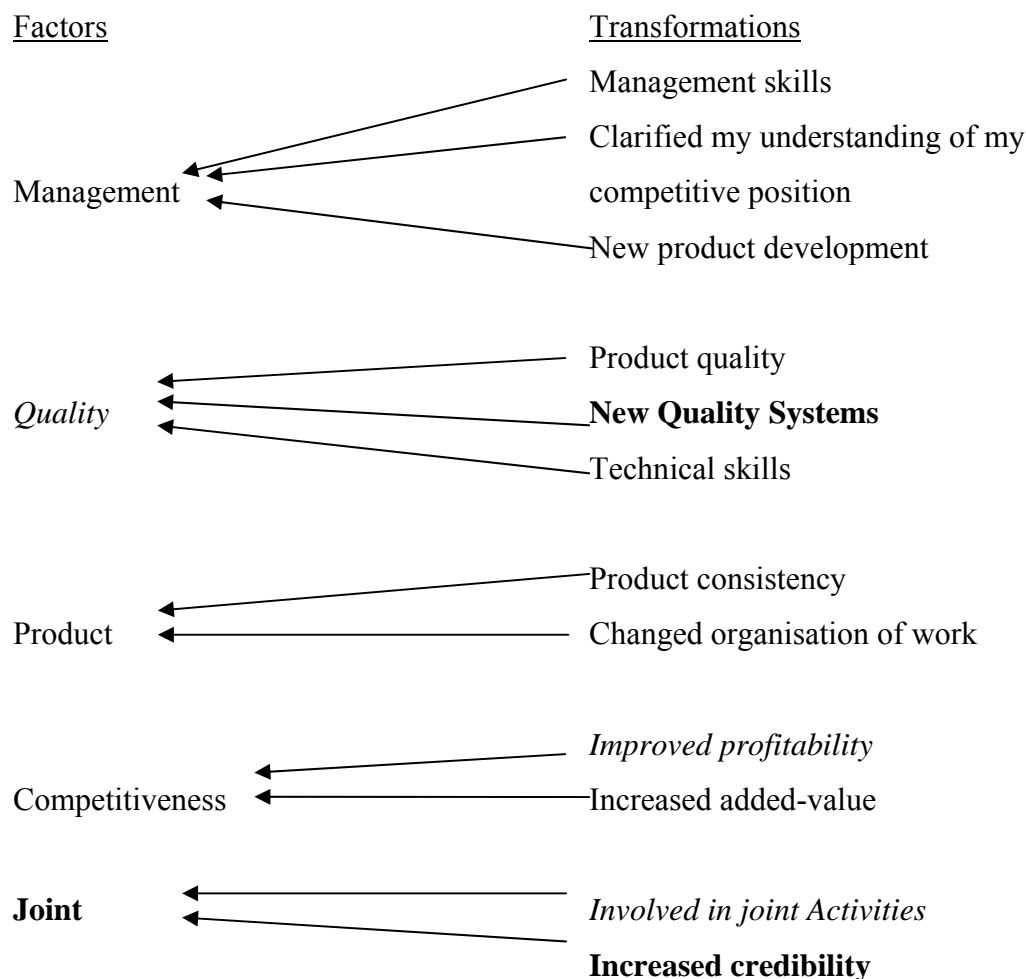 Factors Transformations
Management skills
Clarified my understanding of my
Management competitive position
New product development
Product quality
Quality New Quality Systems
Technical skills
Product consistency
Product Changed organisation of work
Improved profitability
Competitiveness Increased added-value
Joint Involved in joint Activities
Increased credibility